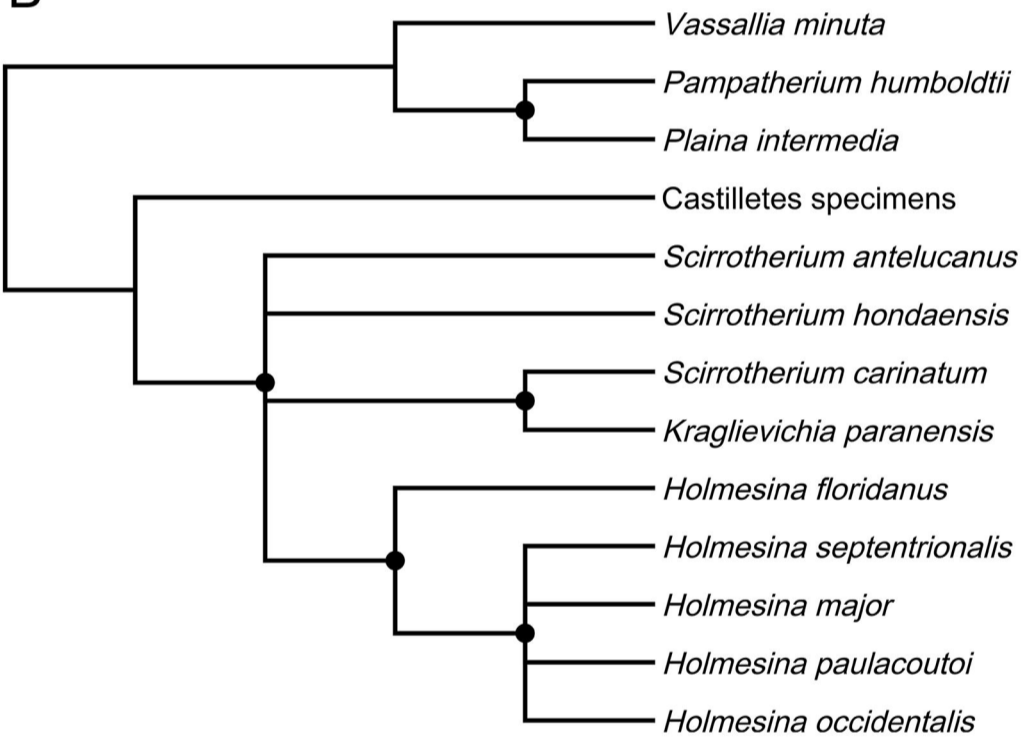 Vassallia minuta
Pampatherium humboldtii
Plaina intermedia
Castilletes specimens
Scirrotherium antelucanus
Scirrotherium hondaensis
Scirrotherium carinatum
Kraglievichia paranensis
Holmesina floridanus
Holmesina septentrionalis
Holmesina major
Holmesina paulacoutoi
Holmesina occidentalis